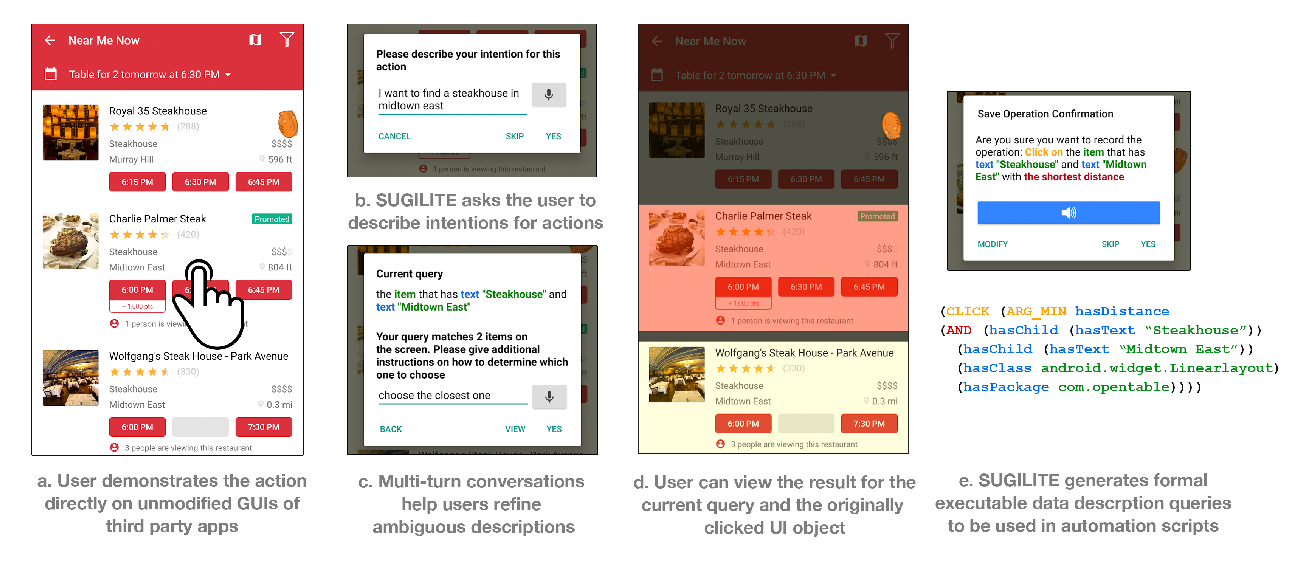 Near Me Now
Table for 2 tomorrow at 6:30 PM
Royal 35 Steakhouse
(288)
Steakhouse
$$$$
Murray Hill
596 ft
6:15 PM
6:30 PM
6:45 PM
Charlie Palmer Steak
Promoted
(420)
Steakhouse
$$$$
Midtown East
804 ft
6:00 PM
6:45 PM
+ 1,000 pts
1 person is viewing this restaurant
Wolfgang's Steak House - Park Avenue
(330)
Steakhouse
$$$$
Midtown East
0.3 mi
6:00 PM
7:30 PM
3 people are viewing this restaurant
a. User demonstrates the action
directly on unmodified GUIs of
third party apps
Please describe your intention for this
action
I want to find a steakhouse in
midtown east
CANCEL
SKIP
YES
1 person is viewing this restaurant
b. SUGILITE asks the user to
describe intentions for actions
Current query
the item that has text "Steakhouse" and
text "Midtown East"
Your query matches 2 items on
the screen. Please give additional
instructions on how to determine which
one to choose
choose the closest one
BACK
VIEW
YES
c. Multi-turn conversations
help users refine
ambiguous descriptions
Near Me Now
Table for 2 tomorrow at 6:30 PM
Royal 35 Steakhouse
(288)
Steakhouse
$$$$
Murray Hill
596 ft
6:15 PM
6:30 PM
6:45 PM
Charlie Palmer Steak
Promoted
(420)
Steakhouse
$$$$
Midtown East
804 ft
6:00 PM
6:30 PM
6:45 PM
+ 1,000 pts
1 person is viewing this restaurant
Wolfgang's Steak House - Park Avenue
(330)
Steakhouse
$$$$
Midtown East
0.3 mi
6:00 PM
7:30 PM
3 people are viewing this restaurant
d. User can view the result for the
current query and the originally
clicked UI object
Save Operation Confirmation
Are you sure you want to record the
operation: Click on the item that has
text "Steakhouse" and text "Midtown
East" with the shortest distance
MODIFY
SKIP
YES
(CLICK (ARG_MIN hasDistance
(AND (hasChild (hasText “Steakhouse”))
(hasChild (hasText “Midtown East”))
(hasClass android.widget.Linearlayout)
(hasPackage com.opentable))))
e. SUGILITE generates formal
executable data descrption queries
to be used in automation scripts